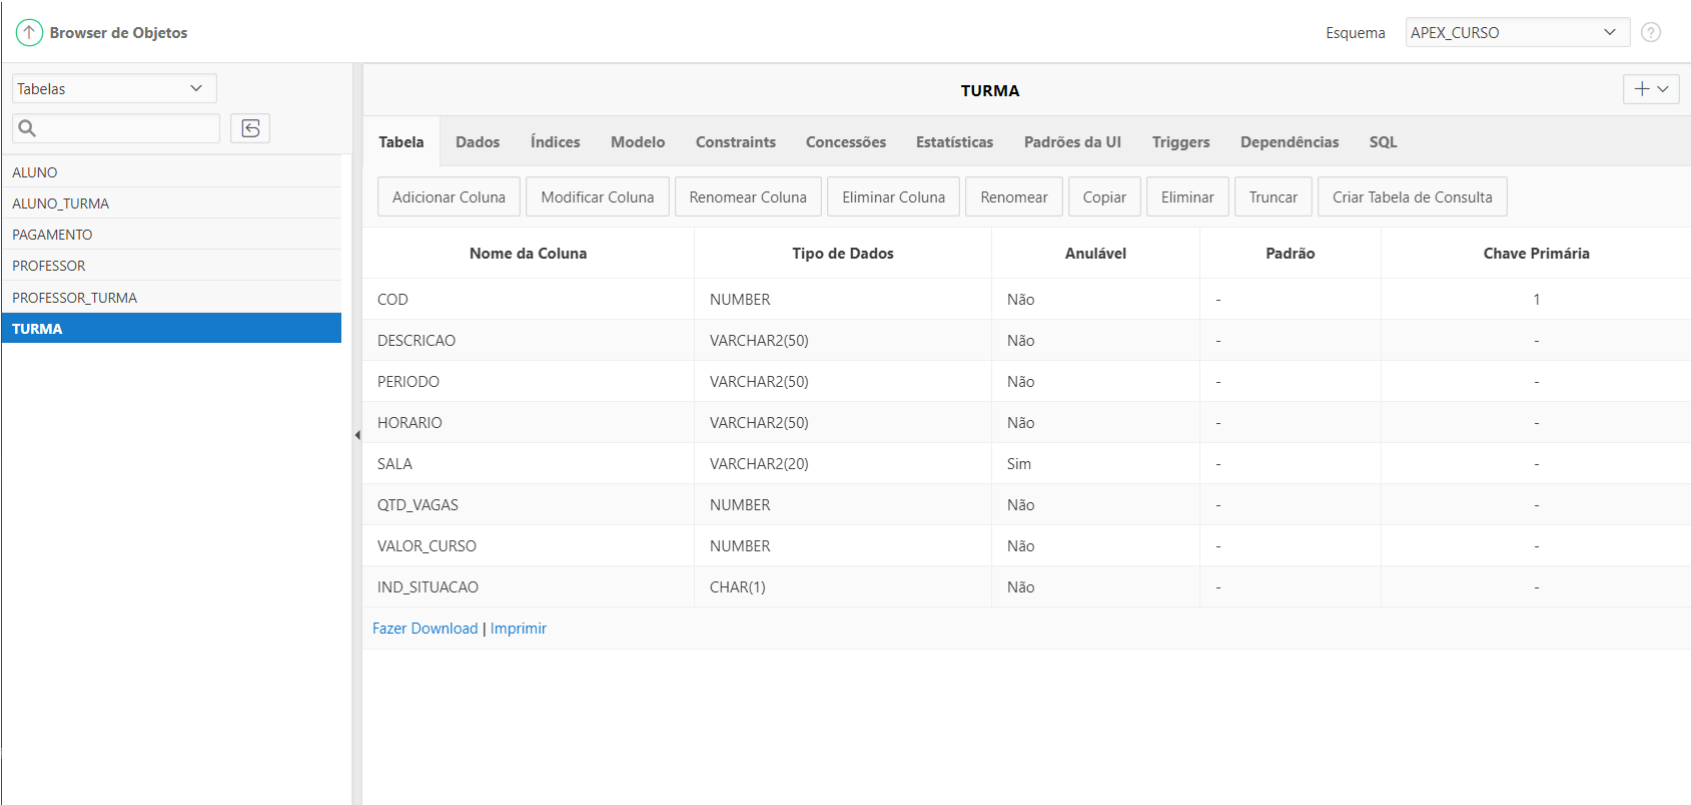 Browser de Objetos
Esquema APEX_CURSO ?
Tabelas
ALUNO
ALUNO_TURMA
PAGAMENTO
PROFESSOR
PROFESSOR_TURMA
TURMA
TURMA
Tabela Dados Índices Modelo Constraints Concessões Estatísticas Padrões da UI Triggers Dependências SQL
Adicionar Coluna Modificar Coluna Renomear Coluna Eliminar Coluna Renomear Copiar Eliminar Truncar Criar Tabela de Consulta
Nome da Coluna Tipo de Dados Anulável Padrão Chave Primária
COD NUMBER Não - 1
DESCRICAO VARCHAR2(50) Não - -
PERIODO VARCHAR2(50) Não - -
HORARIO VARCHAR2(50) Não - -
SALA VARCHAR2(20) Sim - -
QTD_VAGAS NUMBER Não - -
VALOR_CURSO NUMBER Não - -
IND_SITUACAO CHAR(1) Não - -
Fazer Download | Imprimir